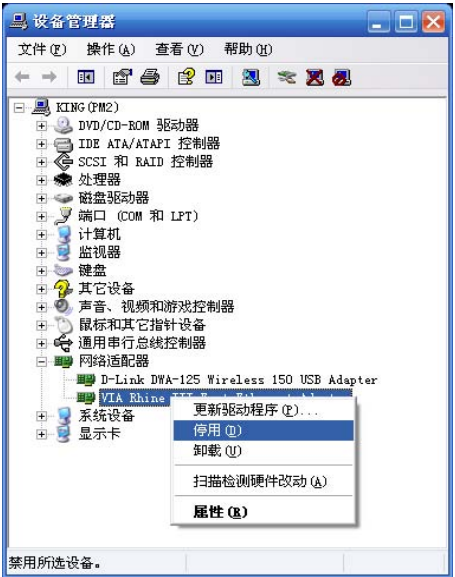 设备管理器
文件(F) 操作(A) 查看(V) 帮助(H)
KING(PM2)
DVD/CD-ROM 驱动器
IDE ATA/ATAPI 控制器
SCSI 和 RAID 控制器
处理器
磁盘驱动器
端口 (COM 和 LPT)
计算机
监视器
键盘
其它设备
声音、视频和游戏控制器
鼠标和其它指针设备
通用串行总线控制器
网络适配器
D-Link DWA-125 Wireless 150 USB Adapter
VIA Rhine
更新驱动程序(P)...
系统设备
停用(D)
显示卡
卸载(U)
扫描检测硬件改动(A)
属性(R)
禁用所选设备。